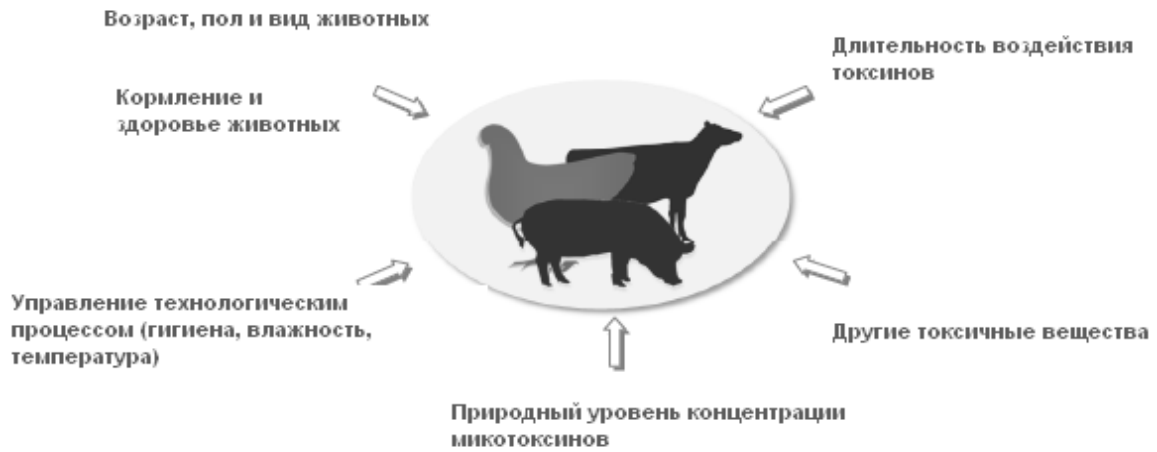 Возраст, пол и вид животных
Кормление и
здоровье животных
Длительность воздействия
токсинов
Управление технологическим
процессом (гигиена, влажность,
температура)
Другие токсичные вещества
Природный уровень концентрации
микотоксинов